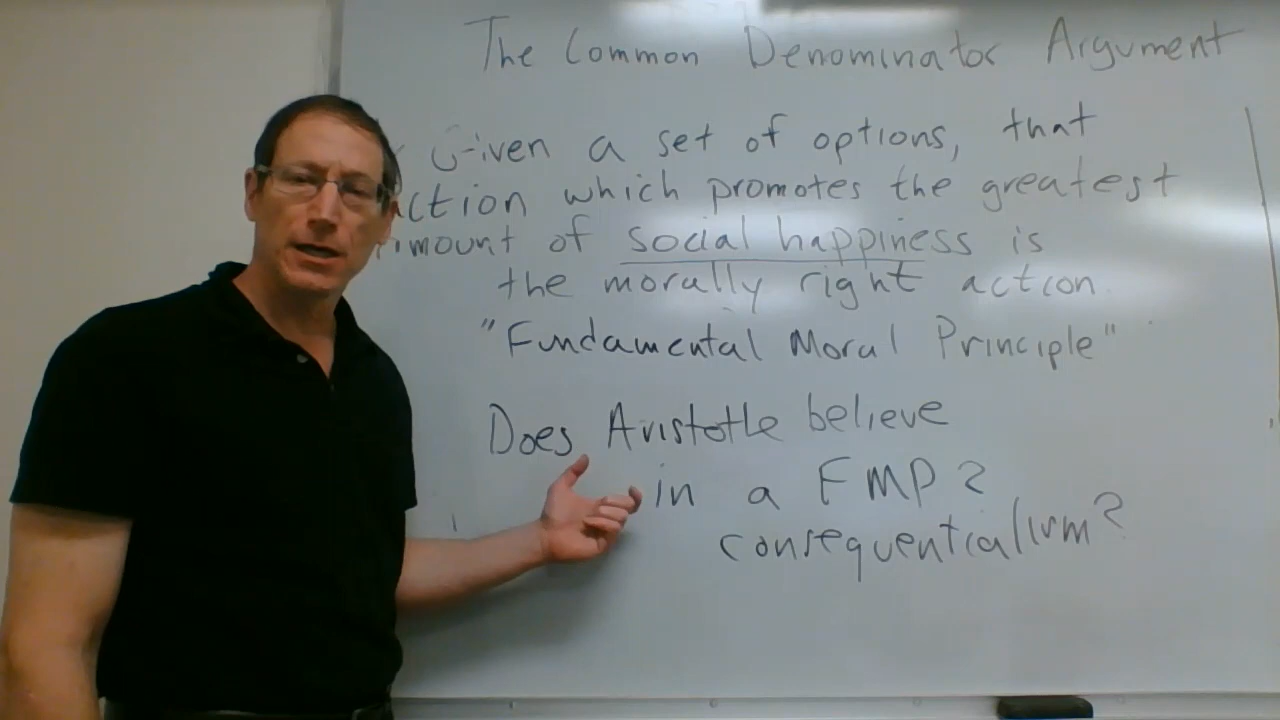 The Common Denominator Argument
Given a set of options, that
action which promotes the greatest
amount of social happiness is
the morally right action
"Fundamental Moral Principle"
Does Aristotle believe
in a FMP?
consequentialism?